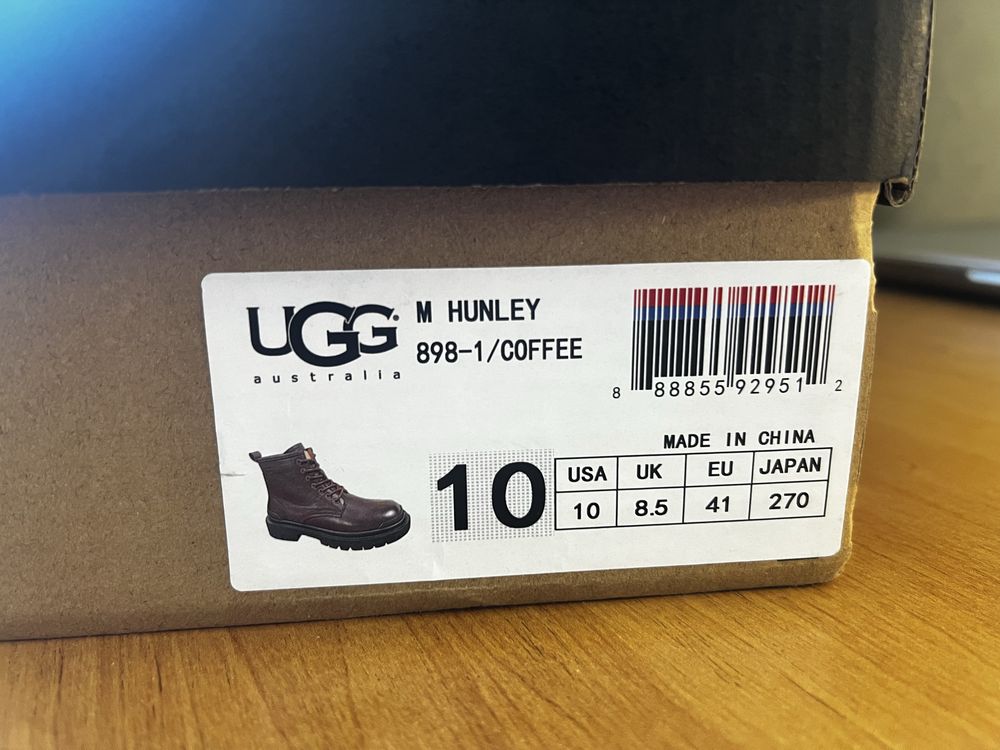 UGG
australia
M HUNLEY
898-1/COFFEE
8 88855 92951 2
MADE IN CHINA
10
USA UK EU JAPAN
10 8.5 41 270